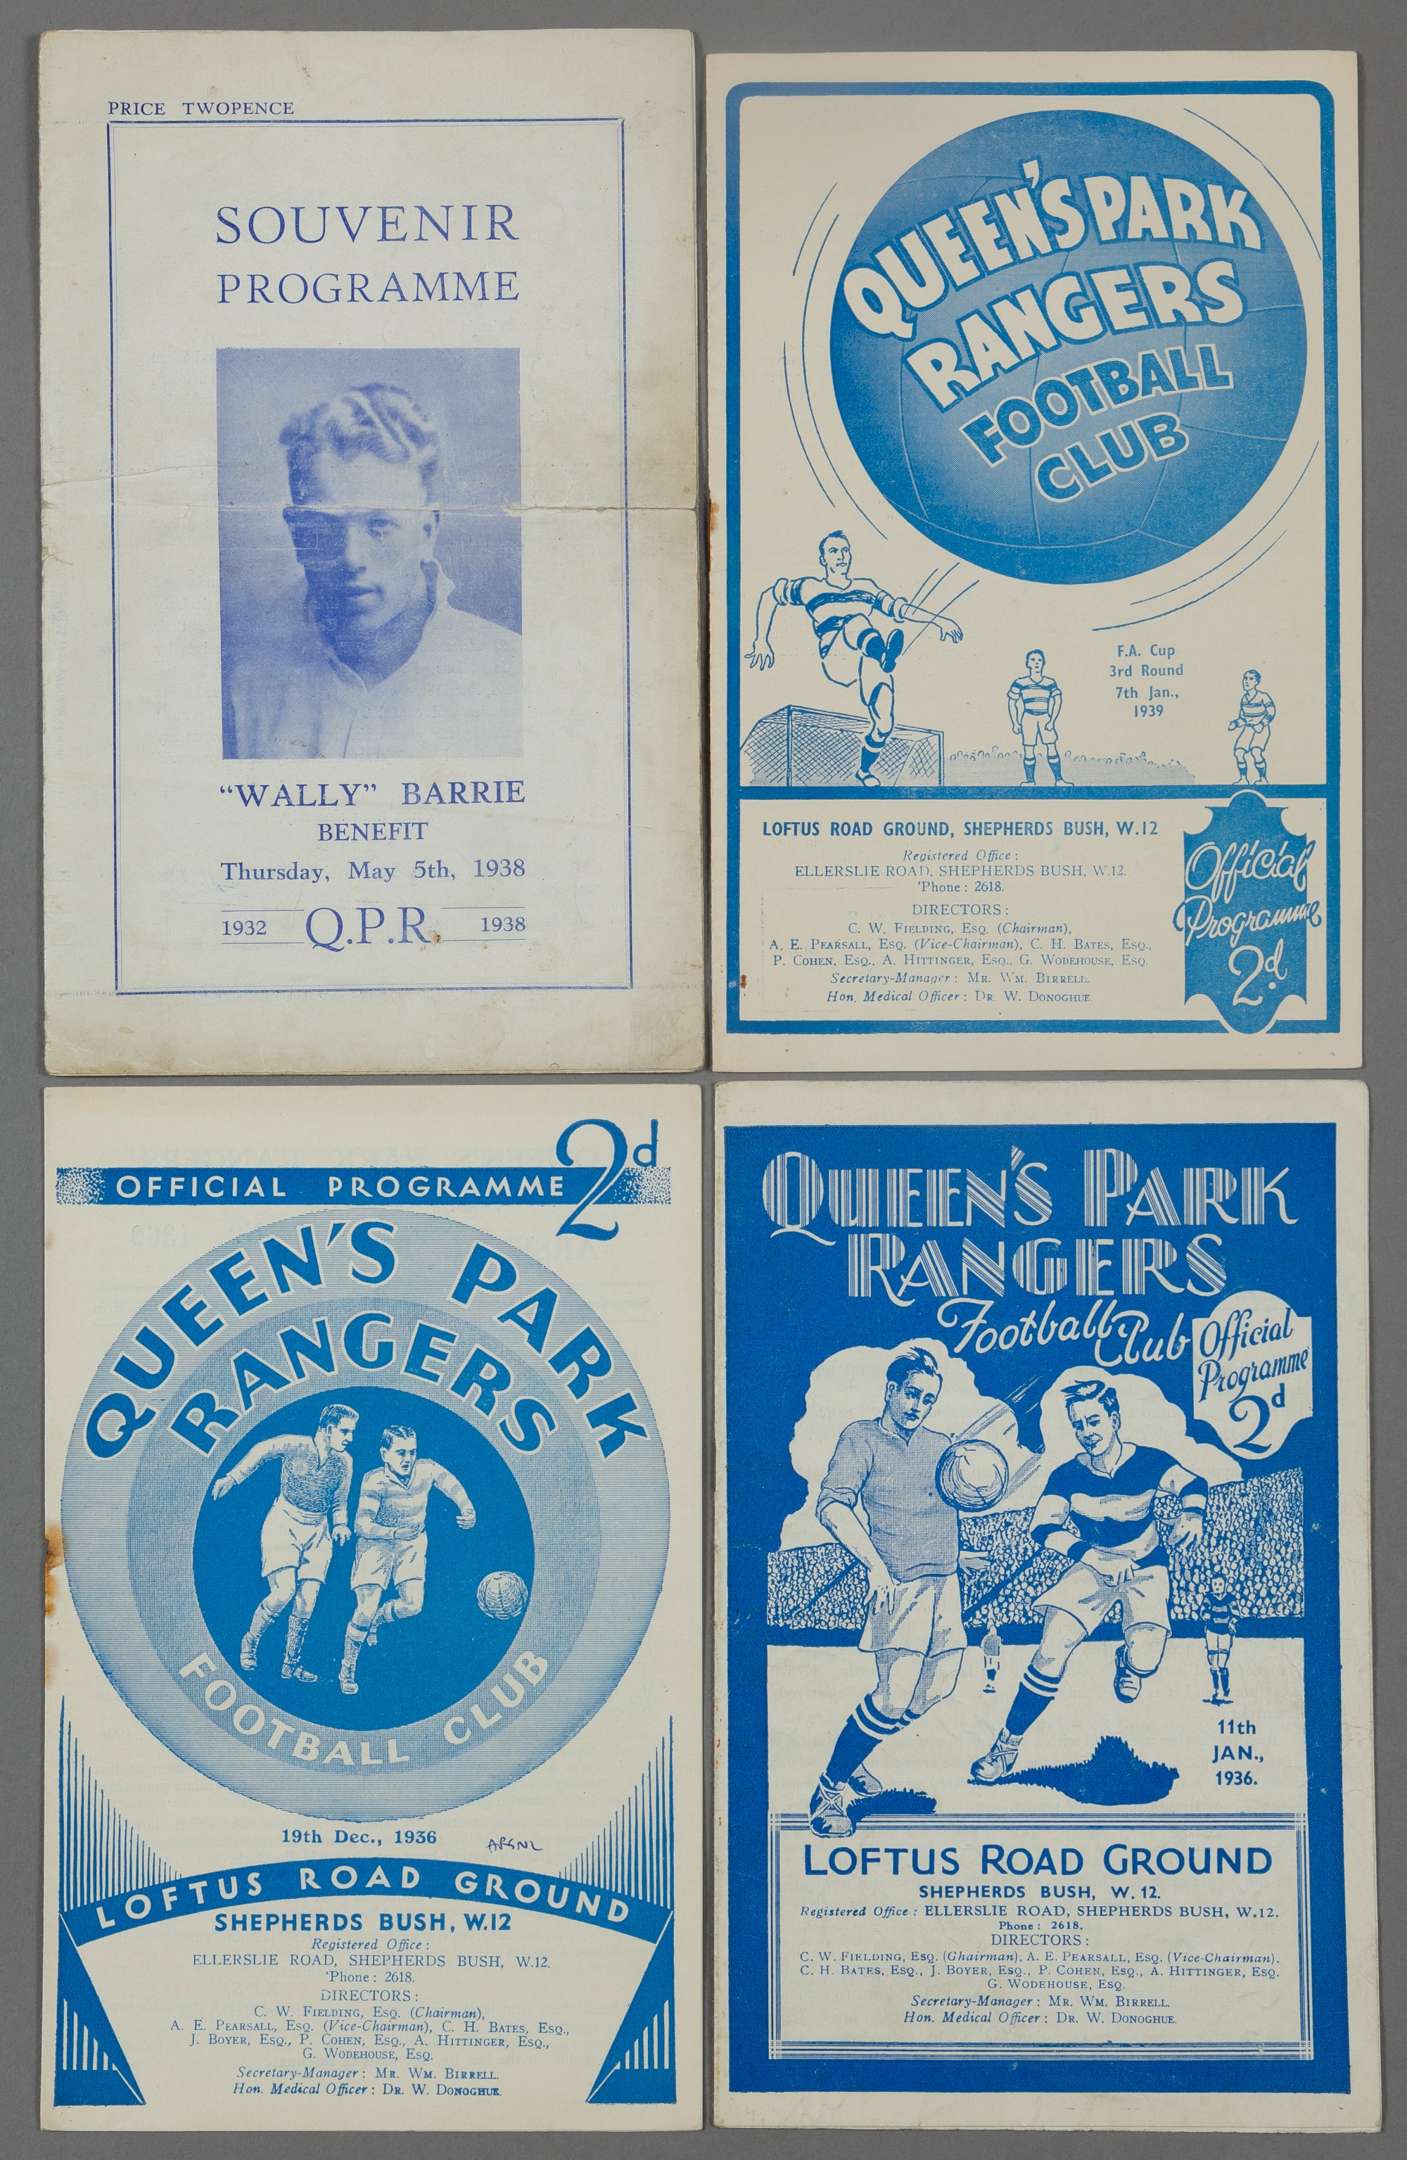 PRICE TWOPENCE
SOUVENIR
PROGRAMME
“WALLY” BARRIE
BENEFIT
Thursday, May 5th, 1938
1932 Q.P.R. 1938
QUEEN'S PARK
RANGERS
FOOTBALL
CLUB
F.A. Cup
3rd Round
7th Jan.,
1939
LOFTUS ROAD GROUND, SHEPHERDS BUSH, W.12
Registered Office :
ELLERSLIE ROAD, SHEPHERDS BUSH, W.12.
'Phone : 2618.
DIRECTORS :
C. W. FIELDING, ESQ. (Chairman),
A. E. PEARSALL, ESQ. (Vice-Chairman), C. H. BATES, ESQ.,
P. COHEN, ESQ., A. HITTINGER, ESQ., G. WODEHOUSE, ESQ.
Secretary-Manager : MR. WM. BIRRELL.
Hon. Medical Officer : DR. W. DONOGHUE
Official
Programme
2d.
OFFICIAL PROGRAMME 2d
QUEEN'S PARK
RANGERS
FOOTBALL CLUB
19th Dec., 1936
ARSNL
LOFTUS ROAD GROUND
SHEPHERDS BUSH, W.12
Registered Office :
ELLERSLIE ROAD, SHEPHERDS BUSH, W.12.
'Phone : 2618.
DIRECTORS :
C. W. FIELDING, ESQ. (Chairman),
A. E. PEARSALL, ESQ. (Vice-Chairman), C. H. BATES, ESQ.,
J. BOYER, ESQ., P. COHEN, ESQ., A. HITTINGER, ESQ.,
G. WODEHOUSE, ESQ.
Secretary-Manager : MR. WM. BIRRELL.
Hon. Medical Officer : DR. W. DONOGHUE.
QUEEN'S PARK
RANGERS
Football Club
Official
Programme
2d
11th
JAN.,
1936.
LOFTUS ROAD GROUND
SHEPHERDS BUSH, W. 12.
Registered Office : ELLERSLIE ROAD, SHEPHERDS BUSH, W.12.
Phone : 2618.
DIRECTORS :
C. W. FIELDING, ESQ. (Ghairman), A. E. PEARSALL, ESQ. (Vice-Chairman).
C. H. BATES, ESQ., J. BOYER, ESQ., P. COHEN, ESQ., A. HITTINGER, ESQ.
G. WODEHOUSE, ESQ.
Secretary-Manager : MR. WM. BIRRELL.
Hon. Medical Officer : DR. W. DONOGHUE.